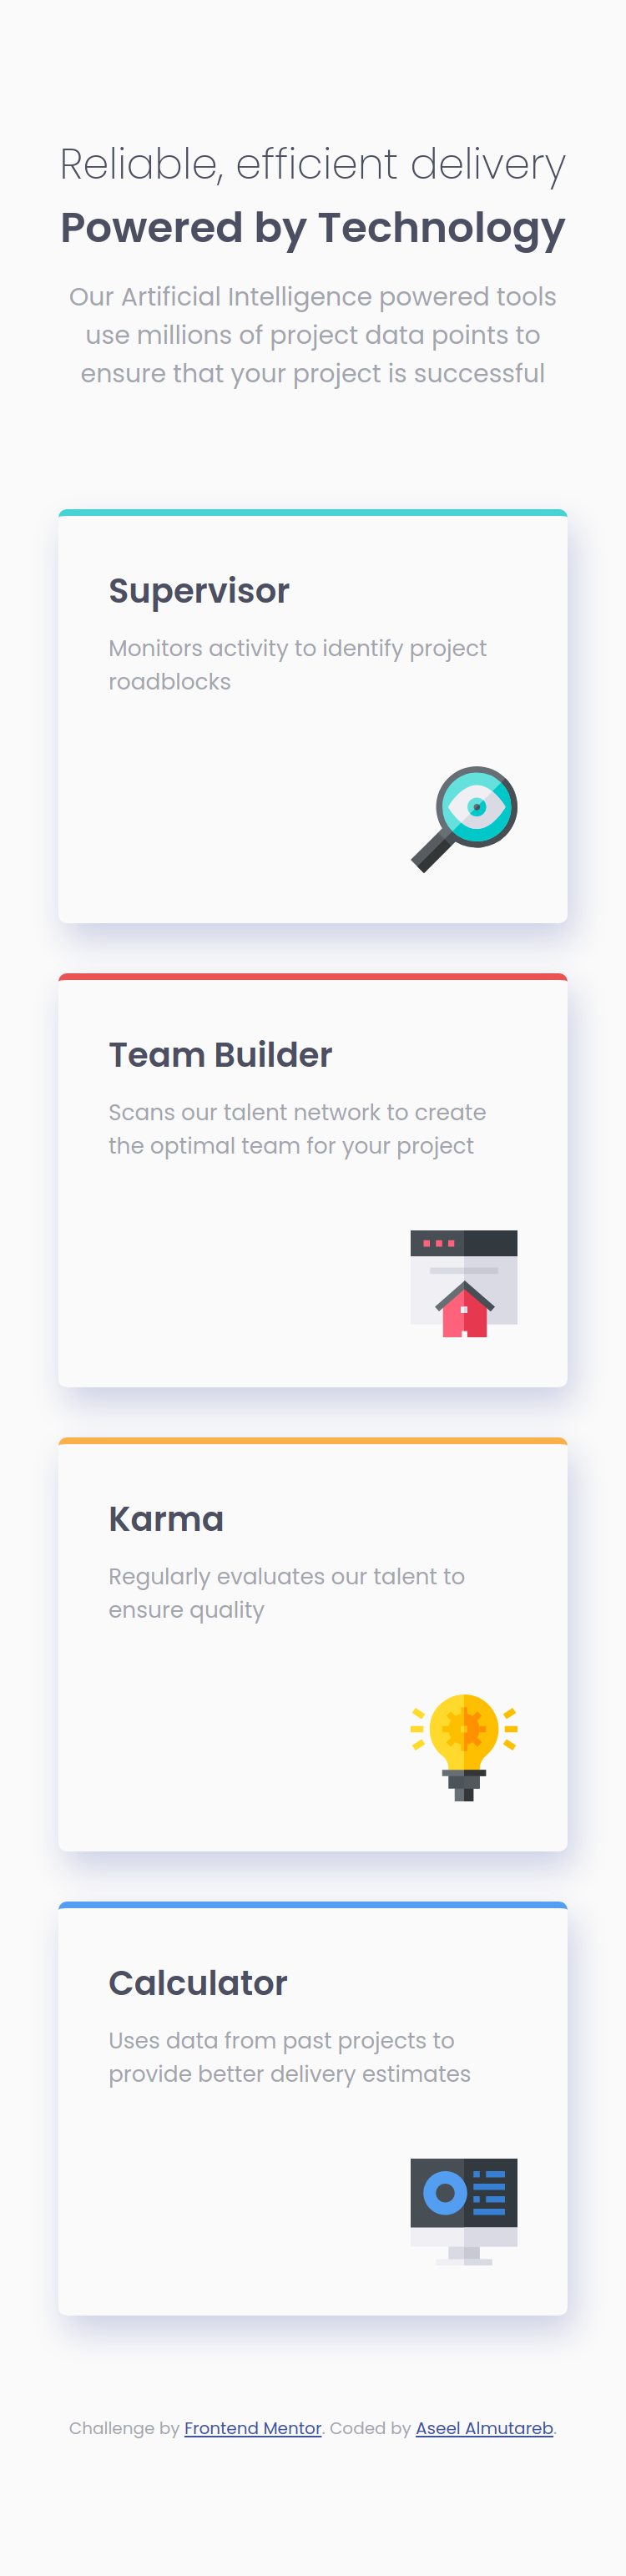 Reliable, efficient delivery
Powered by Technology
Our Artificial Intelligence powered tools
use millions of project data points to
ensure that your project is successful
Supervisor
Monitors activity to identify project
roadblocks
Team Builder
Scans our talent network to create
the optimal team for your project
Karma
Regularly evaluates our talent to
ensure quality
Calculator
Uses data from past projects to
provide better delivery estimates
Challenge by Frontend Mentor. Coded by Aseel Almutareb.